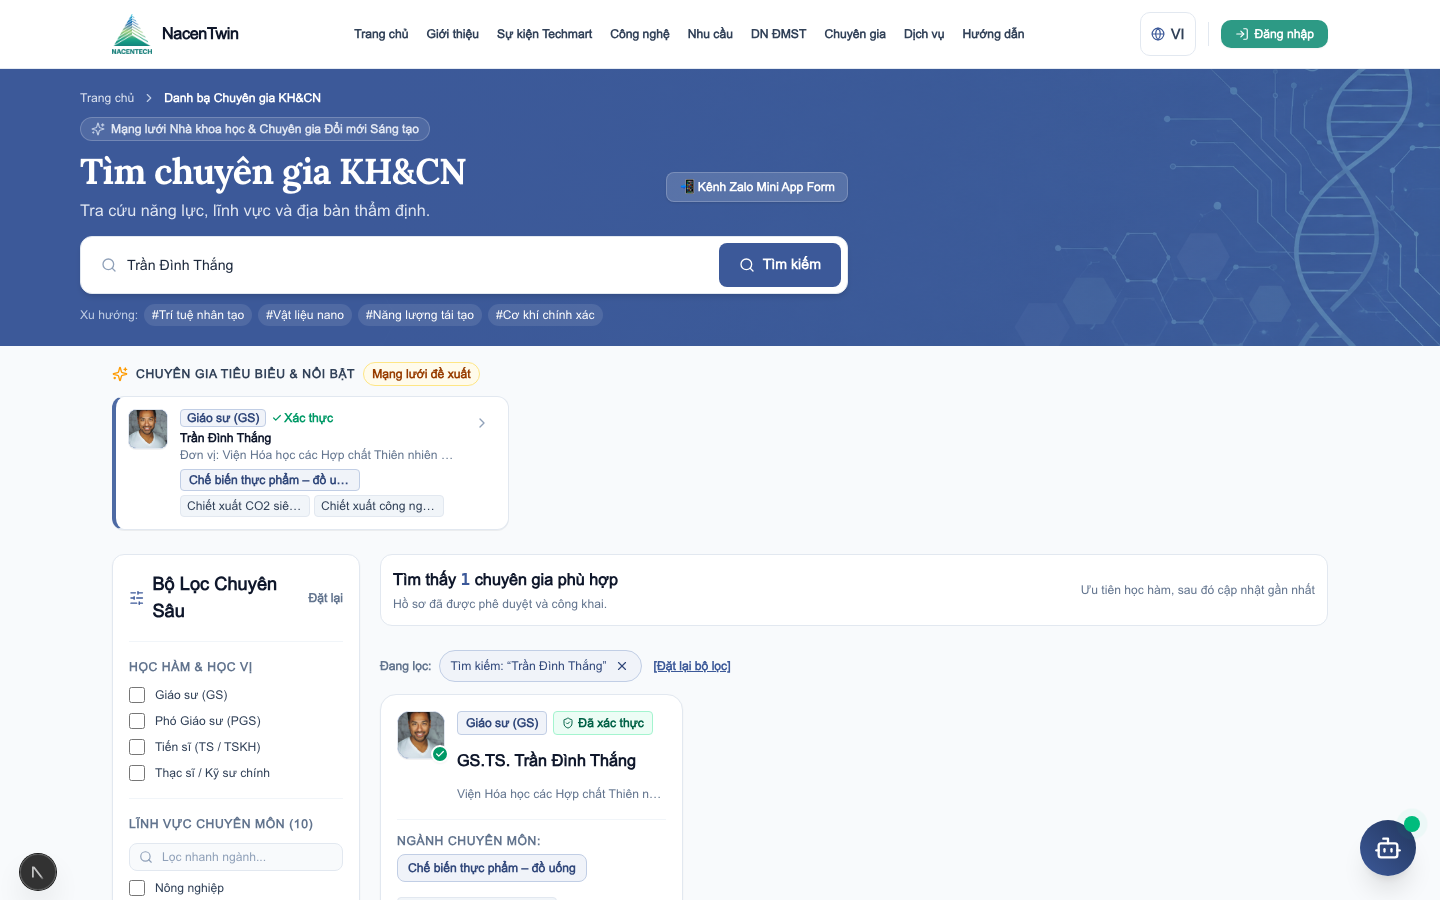 NACENTECH
NacenTwin
Trang chủ
Giới thiệu
Sự kiện Techmart
Công nghệ
Nhu cầu
DN ĐMST
Chuyên gia
Dịch vụ
Hướng dẫn
VI
Đăng nhập
Trang chủ > Danh bạ Chuyên gia KH&CN
Mạng lưới Nhà khoa học & Chuyên gia Đổi mới Sáng tạo
Tìm chuyên gia KH&CN
Kênh Zalo Mini App Form
Tra cứu năng lực, lĩnh vực và địa bàn thẩm định.
Trần Đình Thắng
Tìm kiếm
Xu hướng: #Trí tuệ nhân tạo #Vật liệu nano #Năng lượng tái tạo #Cơ khí chính xác
CHUYÊN GIA TIÊU BIỂU & NỔI BẬT
Mạng lưới đề xuất
Giáo sư (GS) Xác thực
Trần Đình Thắng
Đơn vị: Viện Hóa học các Hợp chất Thiên nhiên ...
Chế biến thực phẩm – đồ u...
Chiết xuất CO2 siê... Chiết xuất công ng...
Bộ Lọc Chuyên Sâu
Đặt lại
HỌC HÀM & HỌC VỊ
Giáo sư (GS)
Phó Giáo sư (PGS)
Tiến sĩ (TS / TSKH)
Thạc sĩ / Kỹ sư chính
LĨNH VỰC CHUYÊN MÔN (10)
Lọc nhanh ngành...
Nông nghiệp
Tìm thấy 1 chuyên gia phù hợp
Hồ sơ đã được phê duyệt và công khai.
Ưu tiên học hàm, sau đó cập nhật gần nhất
Đang lọc: Tìm kiếm: “Trần Đình Thắng” [Đặt lại bộ lọc]
Giáo sư (GS) Đã xác thực
GS.TS. Trần Đình Thắng
Viện Hóa học các Hợp chất Thiên n...
NGÀNH CHUYÊN MÔN:
Chế biến thực phẩm – đồ uống